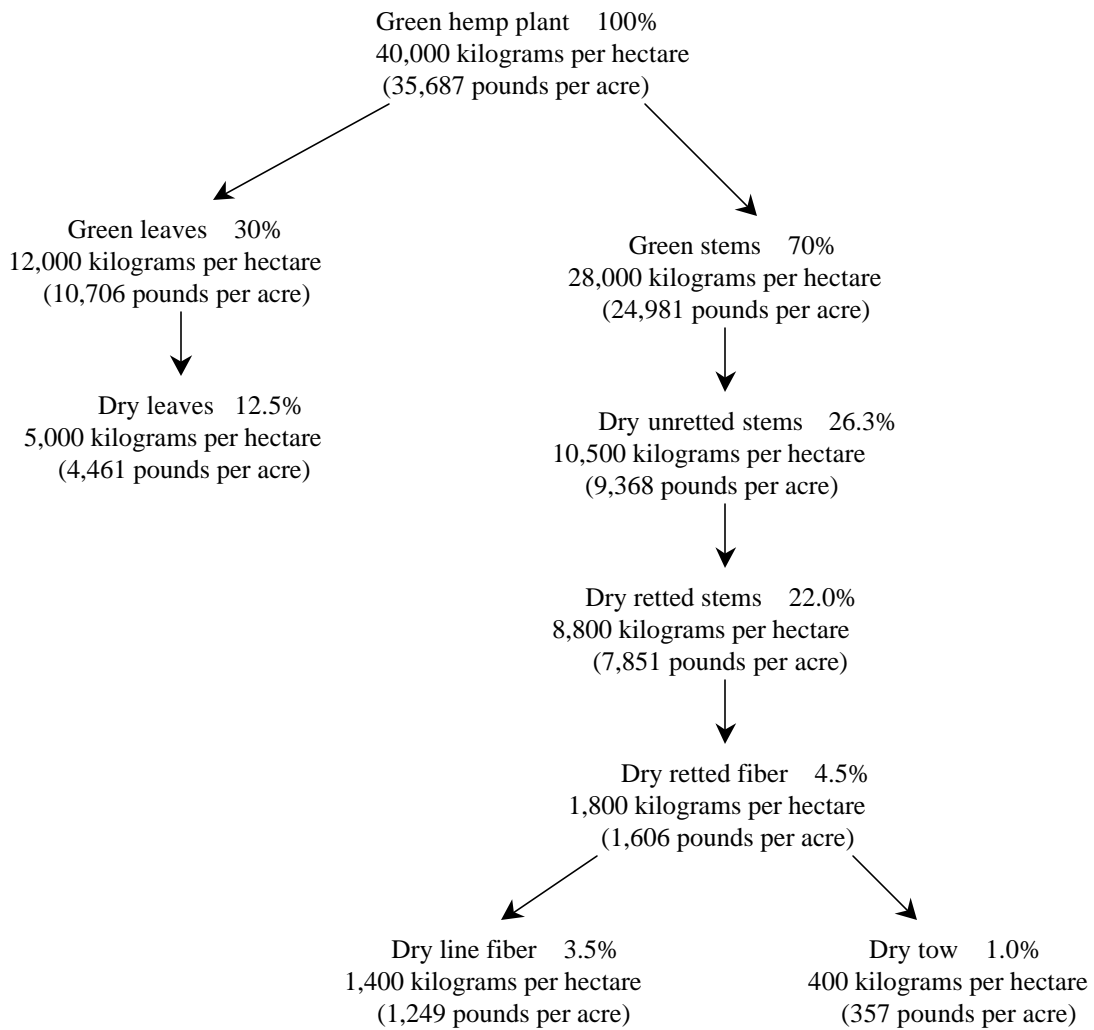 Green hemp plant 100%
40,000 kilograms per hectare
(35,687 pounds per acre)
Green leaves 30%
12,000 kilograms per hectare
(10,706 pounds per acre)
Green stems 70%
28,000 kilograms per hectare
(24,981 pounds per acre)
Dry leaves 12.5%
5,000 kilograms per hectare
(4,461 pounds per acre)
Dry unretted stems 26.3%
10,500 kilograms per hectare
(9,368 pounds per acre)
Dry retted stems 22.0%
8,800 kilograms per hectare
(7,851 pounds per acre)
Dry retted fiber 4.5%
1,800 kilograms per hectare
(1,606 pounds per acre)
Dry line fiber 3.5%
1,400 kilograms per hectare
(1,249 pounds per acre)
Dry tow 1.0%
400 kilograms per hectare
(357 pounds per acre)